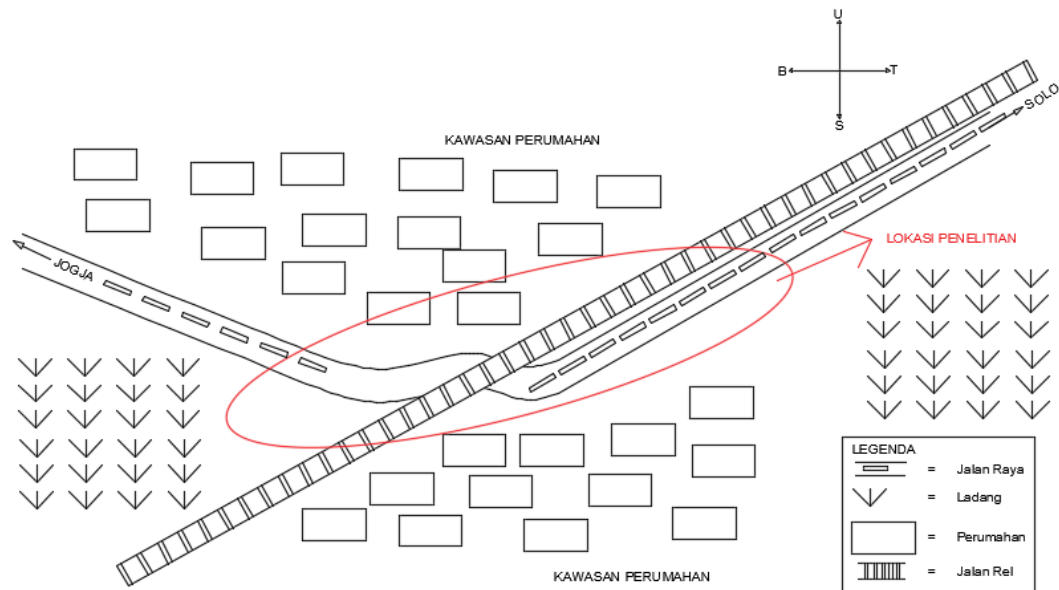 U
B
T
S
SOLO
KAWASAN PERUMAHAN
LOKASI PENELITIAN
JOGJA
LEGENDA
= Jalan Raya
= Ladang
= Perumahan
= Jalan Rel
KAWASAN PERUMAHAN